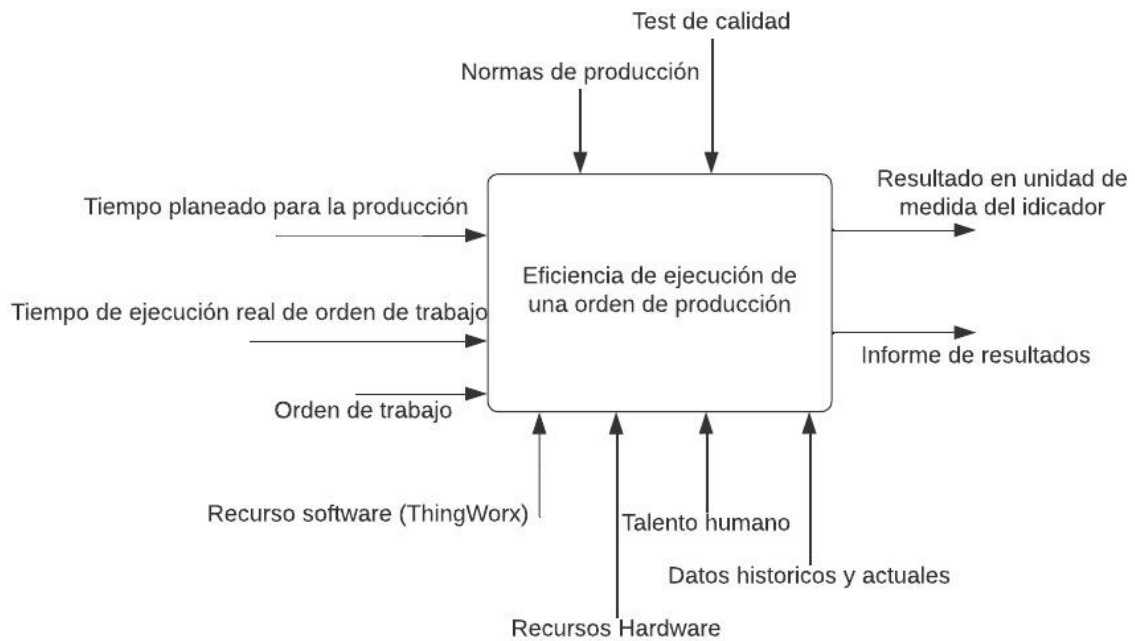 Test de calidad
Normas de producción
Tiempo planeado para la producción
Resultado en unidad de
medida del idicador
Eficiencia de ejecución de
una orden de producción
Tiempo de ejecución real de orden de trabajo
Informe de resultados
Orden de trabajo
Recurso software (ThingWorx)
Talento humano
Datos historicos y actuales
Recursos Hardware